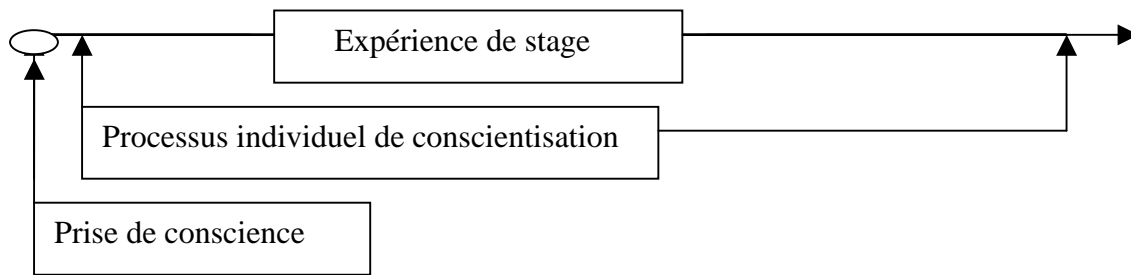 Expérience de stage
Processus individuel de conscientisation
Prise de conscience